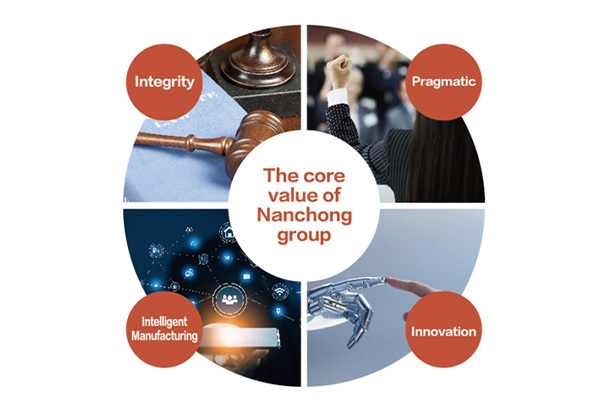 Integrity
Pragmatic
The core
value of
Nanchong
group
Intelligent
Manufacturing
Innovation